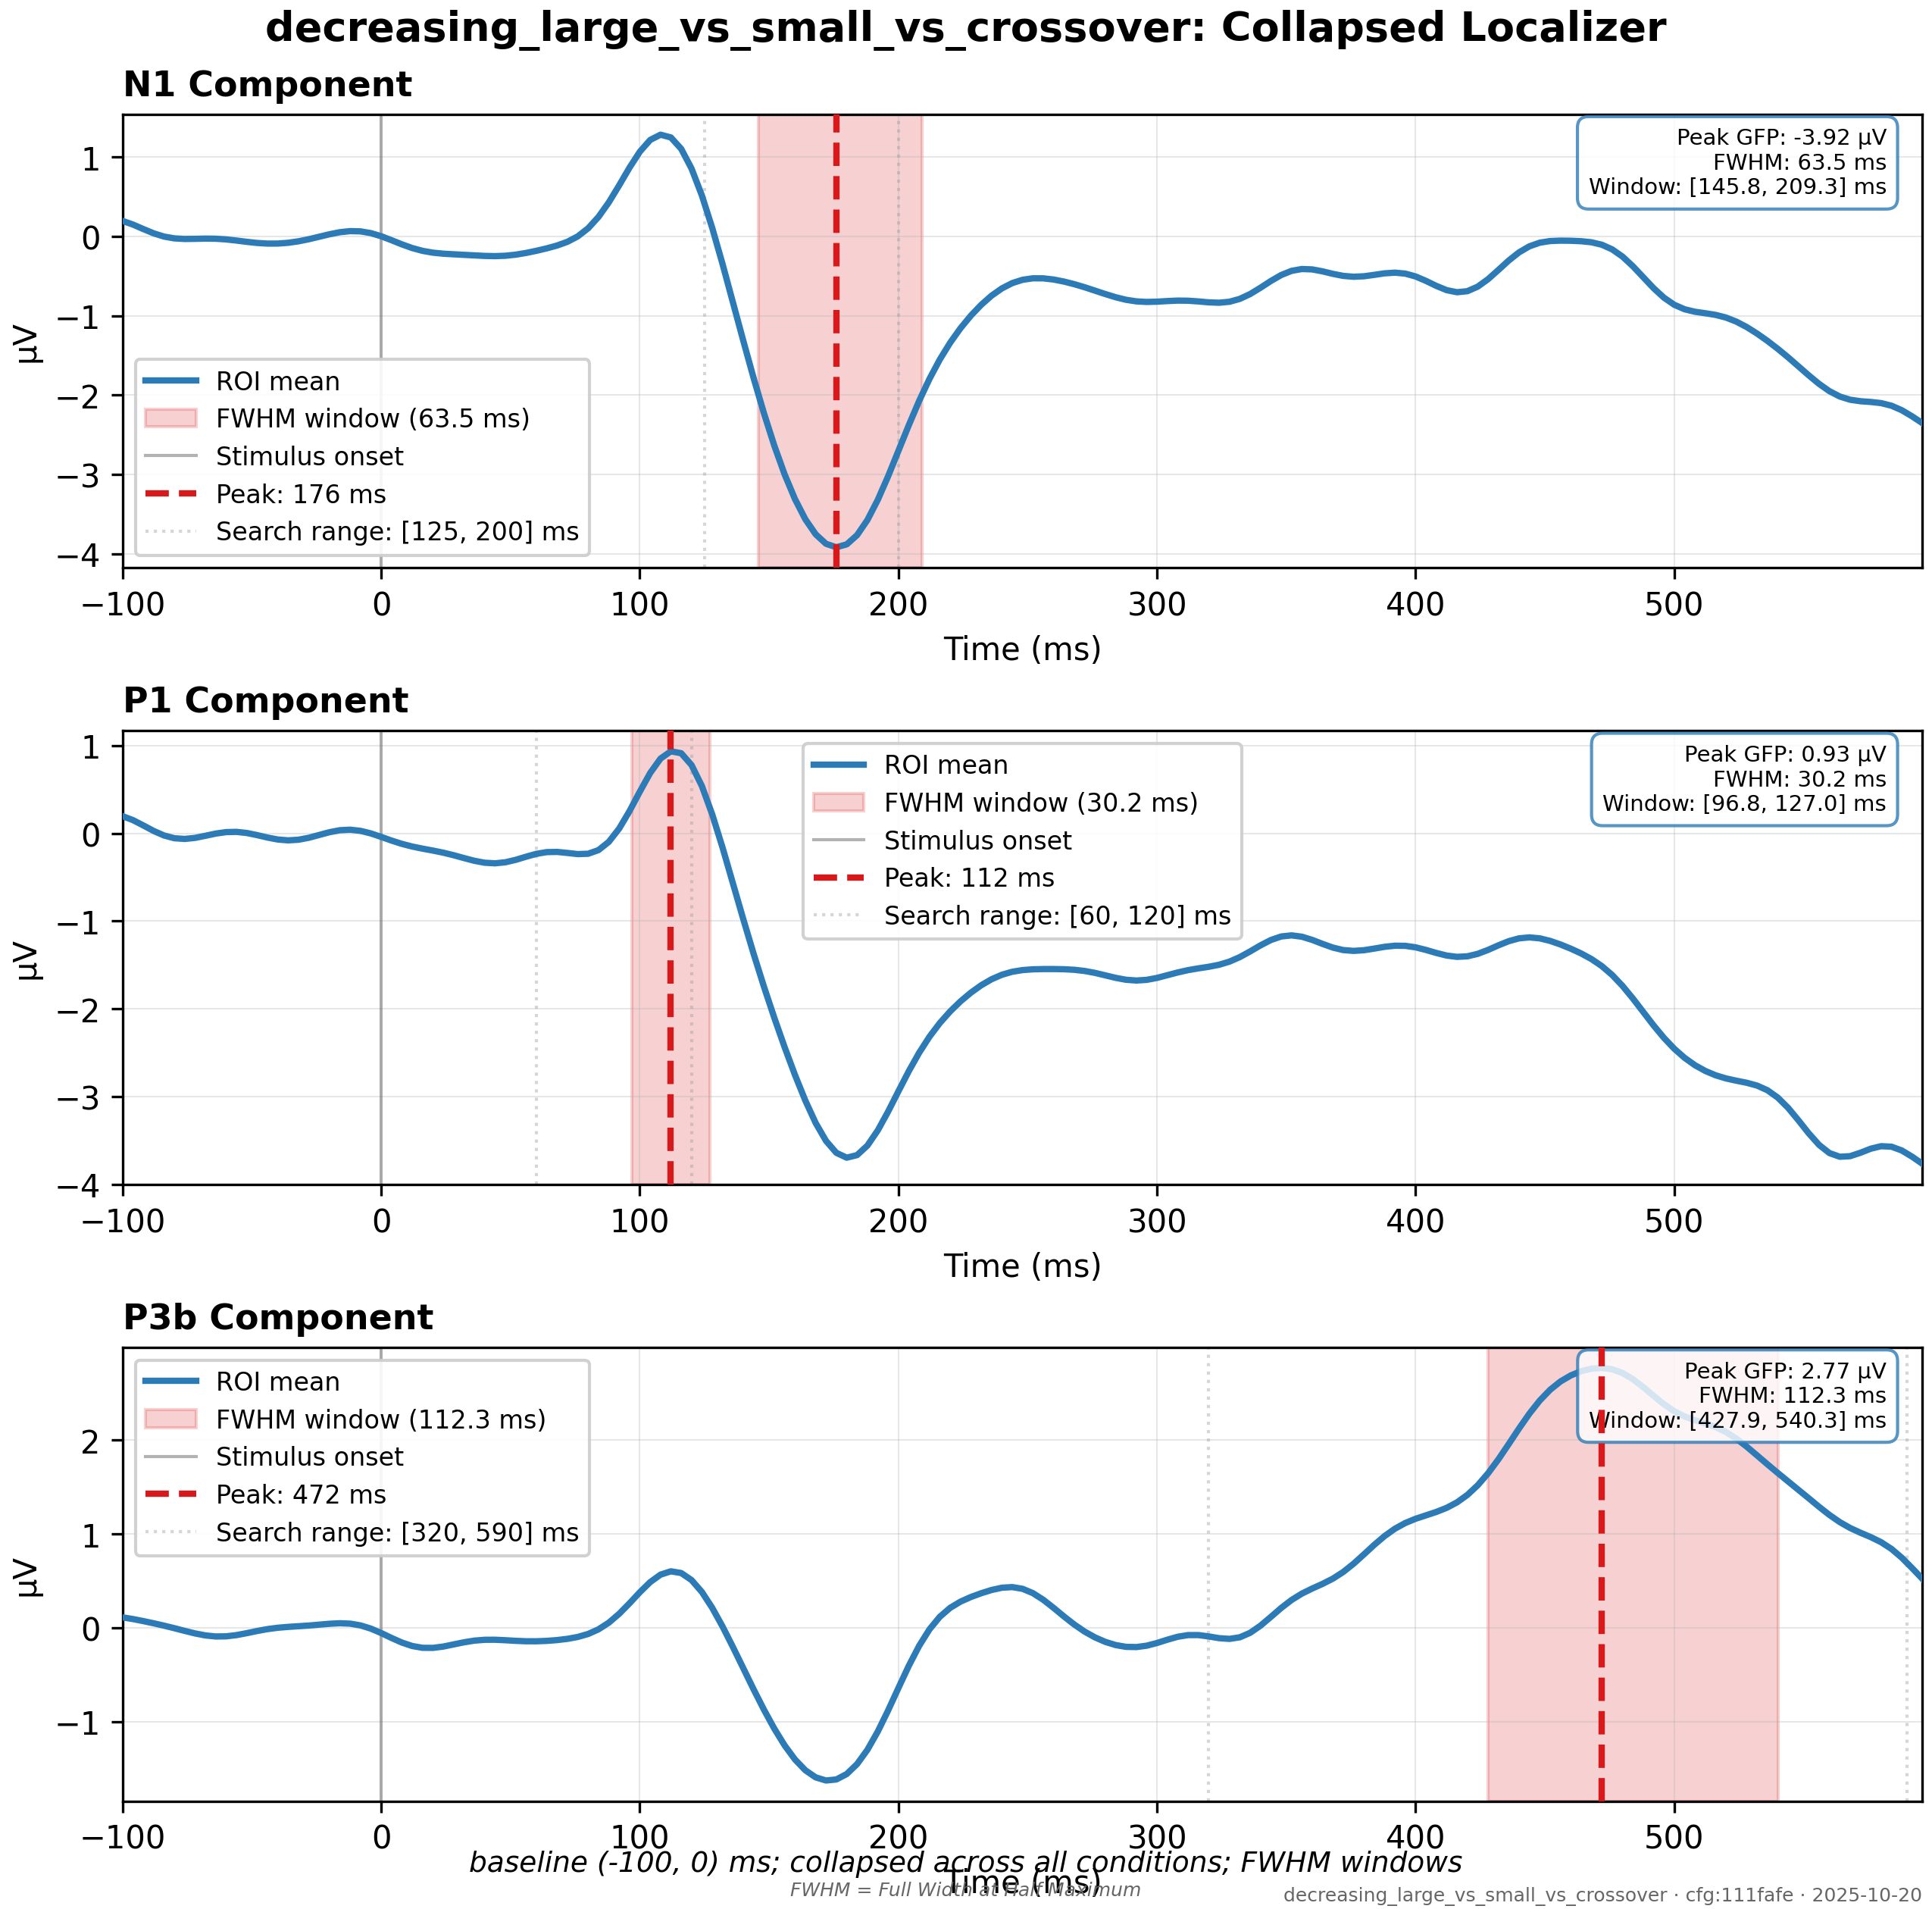 decreasing_large_vs_small_vs_crossover: Collapsed Localizer
N1 Component
Peak GFP: -3.92 µV
FWHM: 63.5 ms
Window: [145.8, 209.3] ms
1
0
−1
−2
−3
−4
µV
ROI mean
FWHM window (63.5 ms)
Stimulus onset
Peak: 176 ms
Search range: [125, 200] ms
−100 0 100 200 300 400 500
Time (ms)
P1 Component
Peak GFP: 0.93 µV
FWHM: 30.2 ms
Window: [96.8, 127.0] ms
1
0
−1
−2
−3
−4
µV
ROI mean
FWHM window (30.2 ms)
Stimulus onset
Peak: 112 ms
Search range: [60, 120] ms
−100 0 100 200 300 400 500
Time (ms)
P3b Component
Peak GFP: 2.77 µV
FWHM: 112.3 ms
Window: [427.9, 540.3] ms
2
1
0
−1
µV
ROI mean
FWHM window (112.3 ms)
Stimulus onset
Peak: 472 ms
Search range: [320, 590] ms
−100 0 100 200 300 400 500
Time (ms)
baseline (-100, 0) ms; collapsed across all conditions; FWHM windows
FWHM = Full Width at Half Maximum
decreasing_large_vs_small_vs_crossover · cfg:111fafe · 2025-10-20